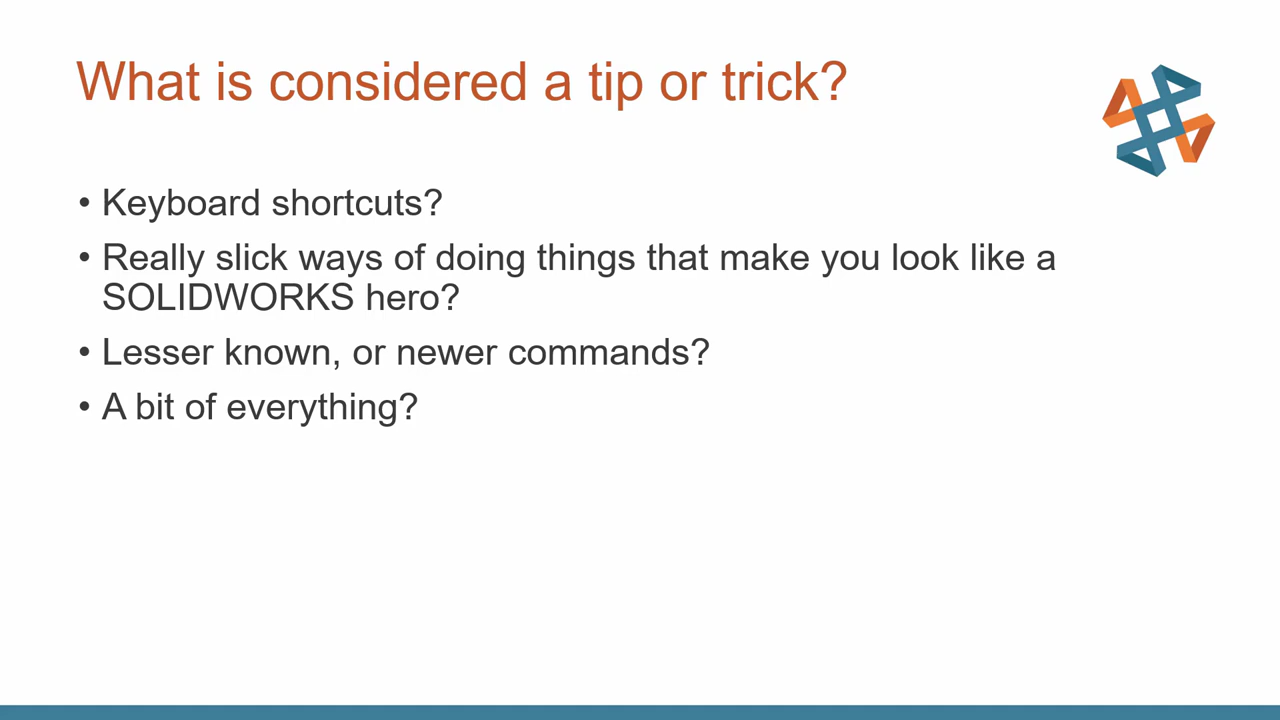 What is considered a tip or trick?
• Keyboard shortcuts?
• Really slick ways of doing things that make you look like a
SOLIDWORKS hero?
• Lesser known, or newer commands?
• A bit of everything?